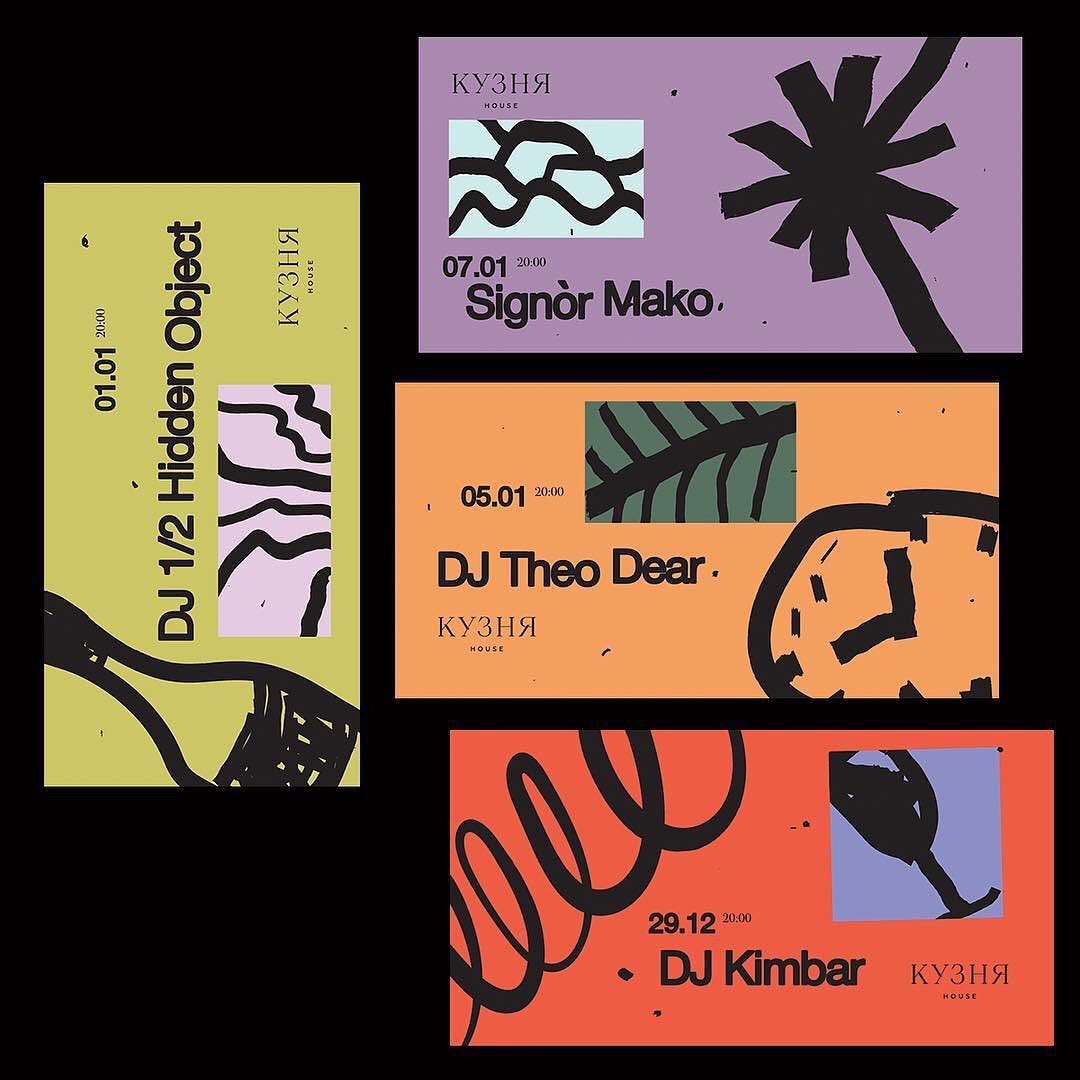 КУЗНЯ
HOUSE
07.01 20:00
Signòr Mako
01.01 20:00
DJ 1/2 Hidden Object
КУЗНЯ
HOUSE
05.01 20:00
DJ Theo Dear
КУЗНЯ
HOUSE
29.12 20:00
DJ Kimbar
КУЗНЯ
HOUSE